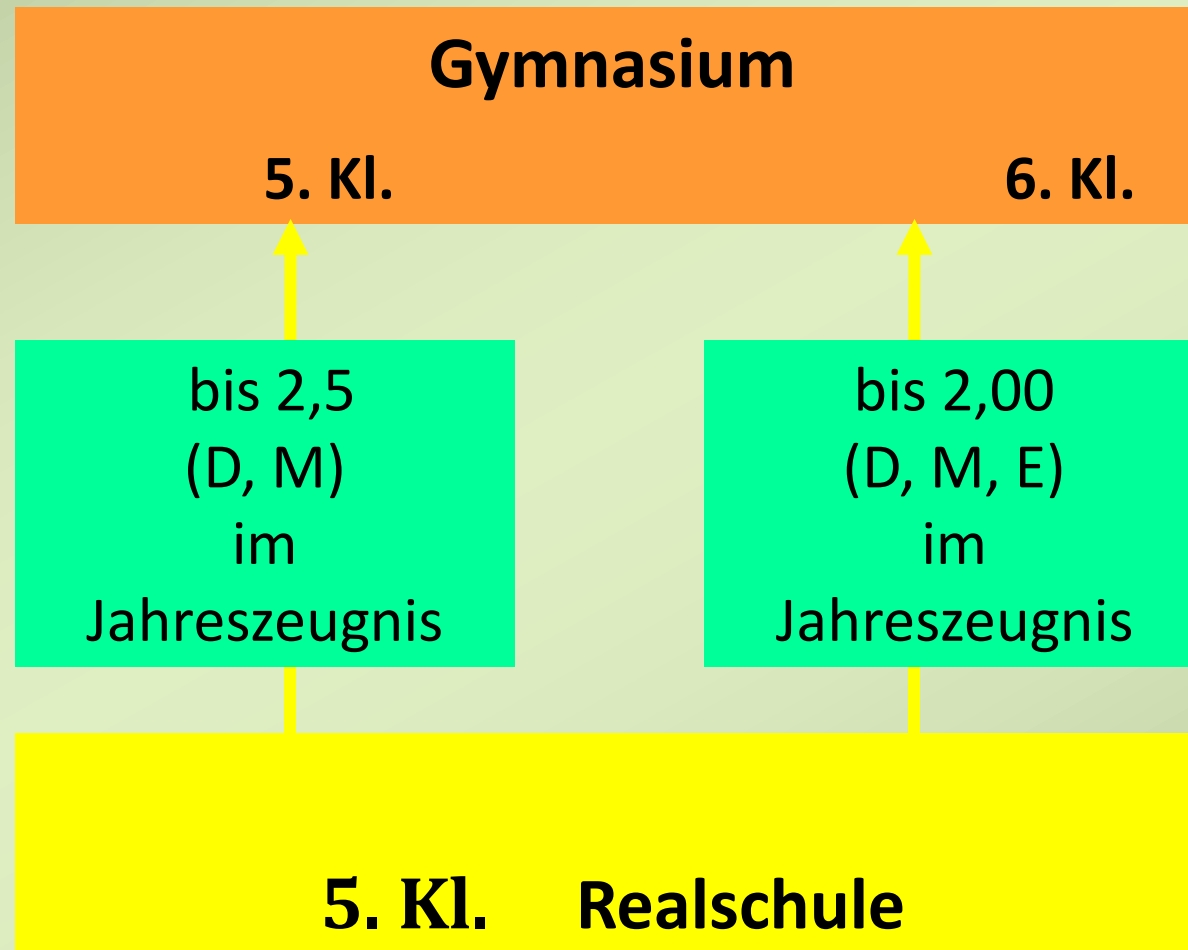 Gymnasium
5. Kl.
6. Kl.
bis 2,5
(D, M)
im
Jahreszeugnis
bis 2,00
(D, M, E)
im
Jahreszeugnis
5. Kl. Realschule